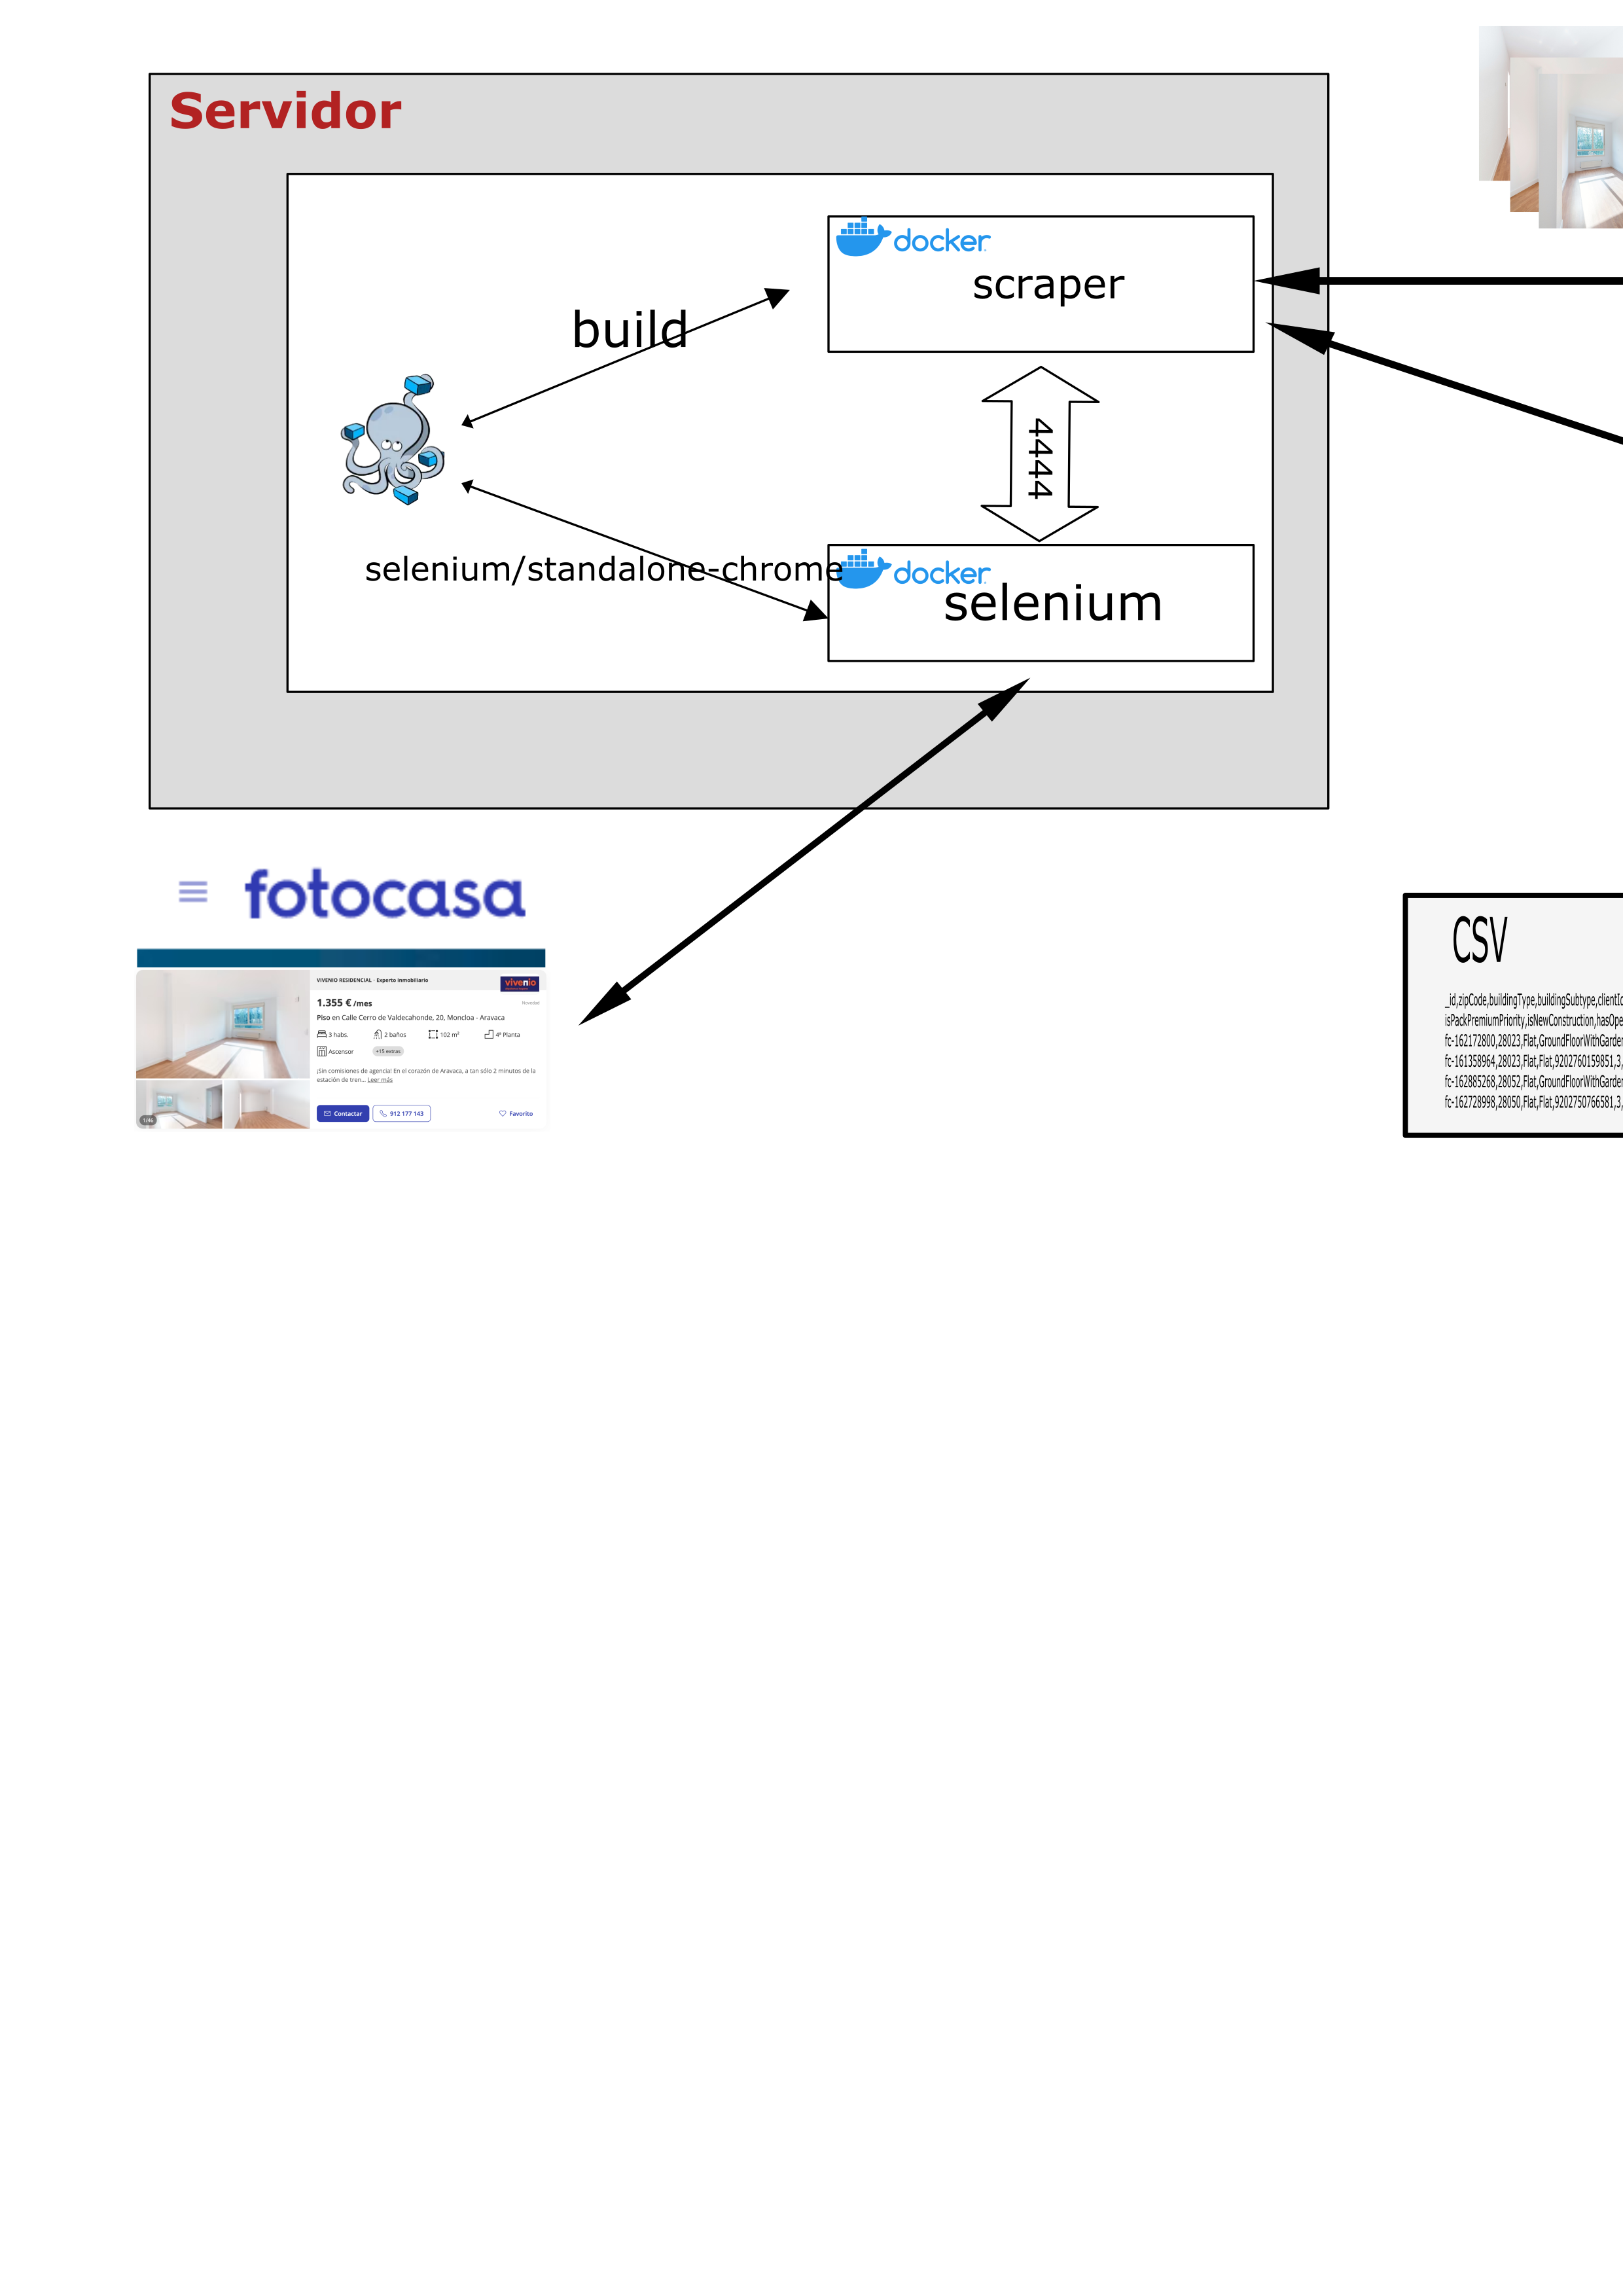 Servidor
docker
scraper
build
4444
selenium/standalone-chrome
docker
selenium
fotocasa
VIVENIO RESIDENCIAL - Experto inmobiliario
vivenio
1.355 € /mes
Novedad
Piso en Calle Cerro de Valdecahonde, 20, Moncloa - Aravaca
3 habs.
2 baños
102 m²
4ª Planta
Ascensor
+15 extras
¡Sin comisiones de agencia! En el corazón de Aravaca, a tan sólo 2 minutos de la
estación de tren... Leer más
1/46
Contactar
912 177 143
Favorito
CSV
_id,zipCode,buildingType,buildingSubtype,clientId
isPackPremiumPriority,isNewConstruction,hasOpe
fc-162172800,28023,Flat,GroundFloorWithGarden
fc-161358964,28023,Flat,Flat,9202760159851,3,
fc-162885268,28052,Flat,GroundFloorWithGarden
fc-162728998,28050,Flat,Flat,9202750766581,3,